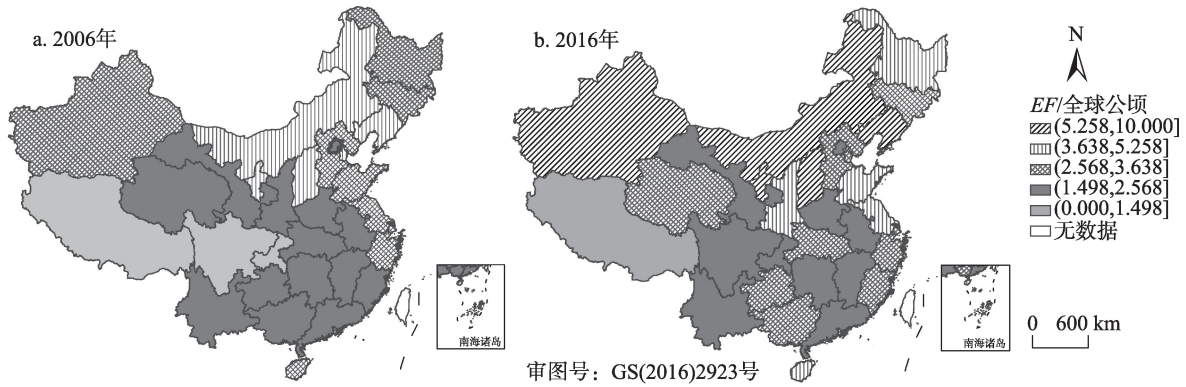 a. 2006年
b. 2016年
N
EF/全球公顷
(5.258,10.000]
(3.638,5.258]
(2.568,3.638]
(1.498,2.568]
(0.000,1.498]
无数据
南海诸岛
南海诸岛
0 600 km
审图号：GS(2016)2923号